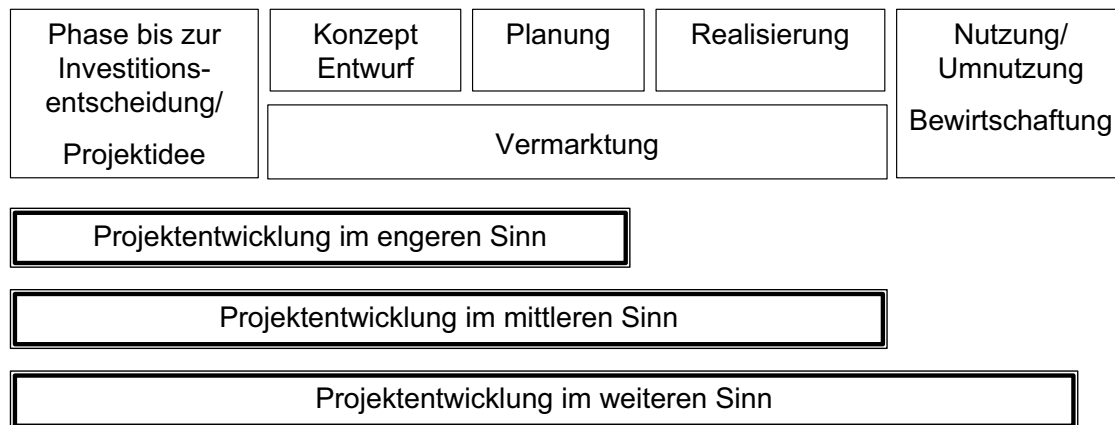 Phase bis zur
Investitions-
entscheidung/
Projektidee
Konzept
Entwurf
Planung
Realisierung
Vermarktung
Nutzung/
Umnutzung
Bewirtschaftung
Projektentwicklung im engeren Sinn
Projektentwicklung im mittleren Sinn
Projektentwicklung im weiteren Sinn